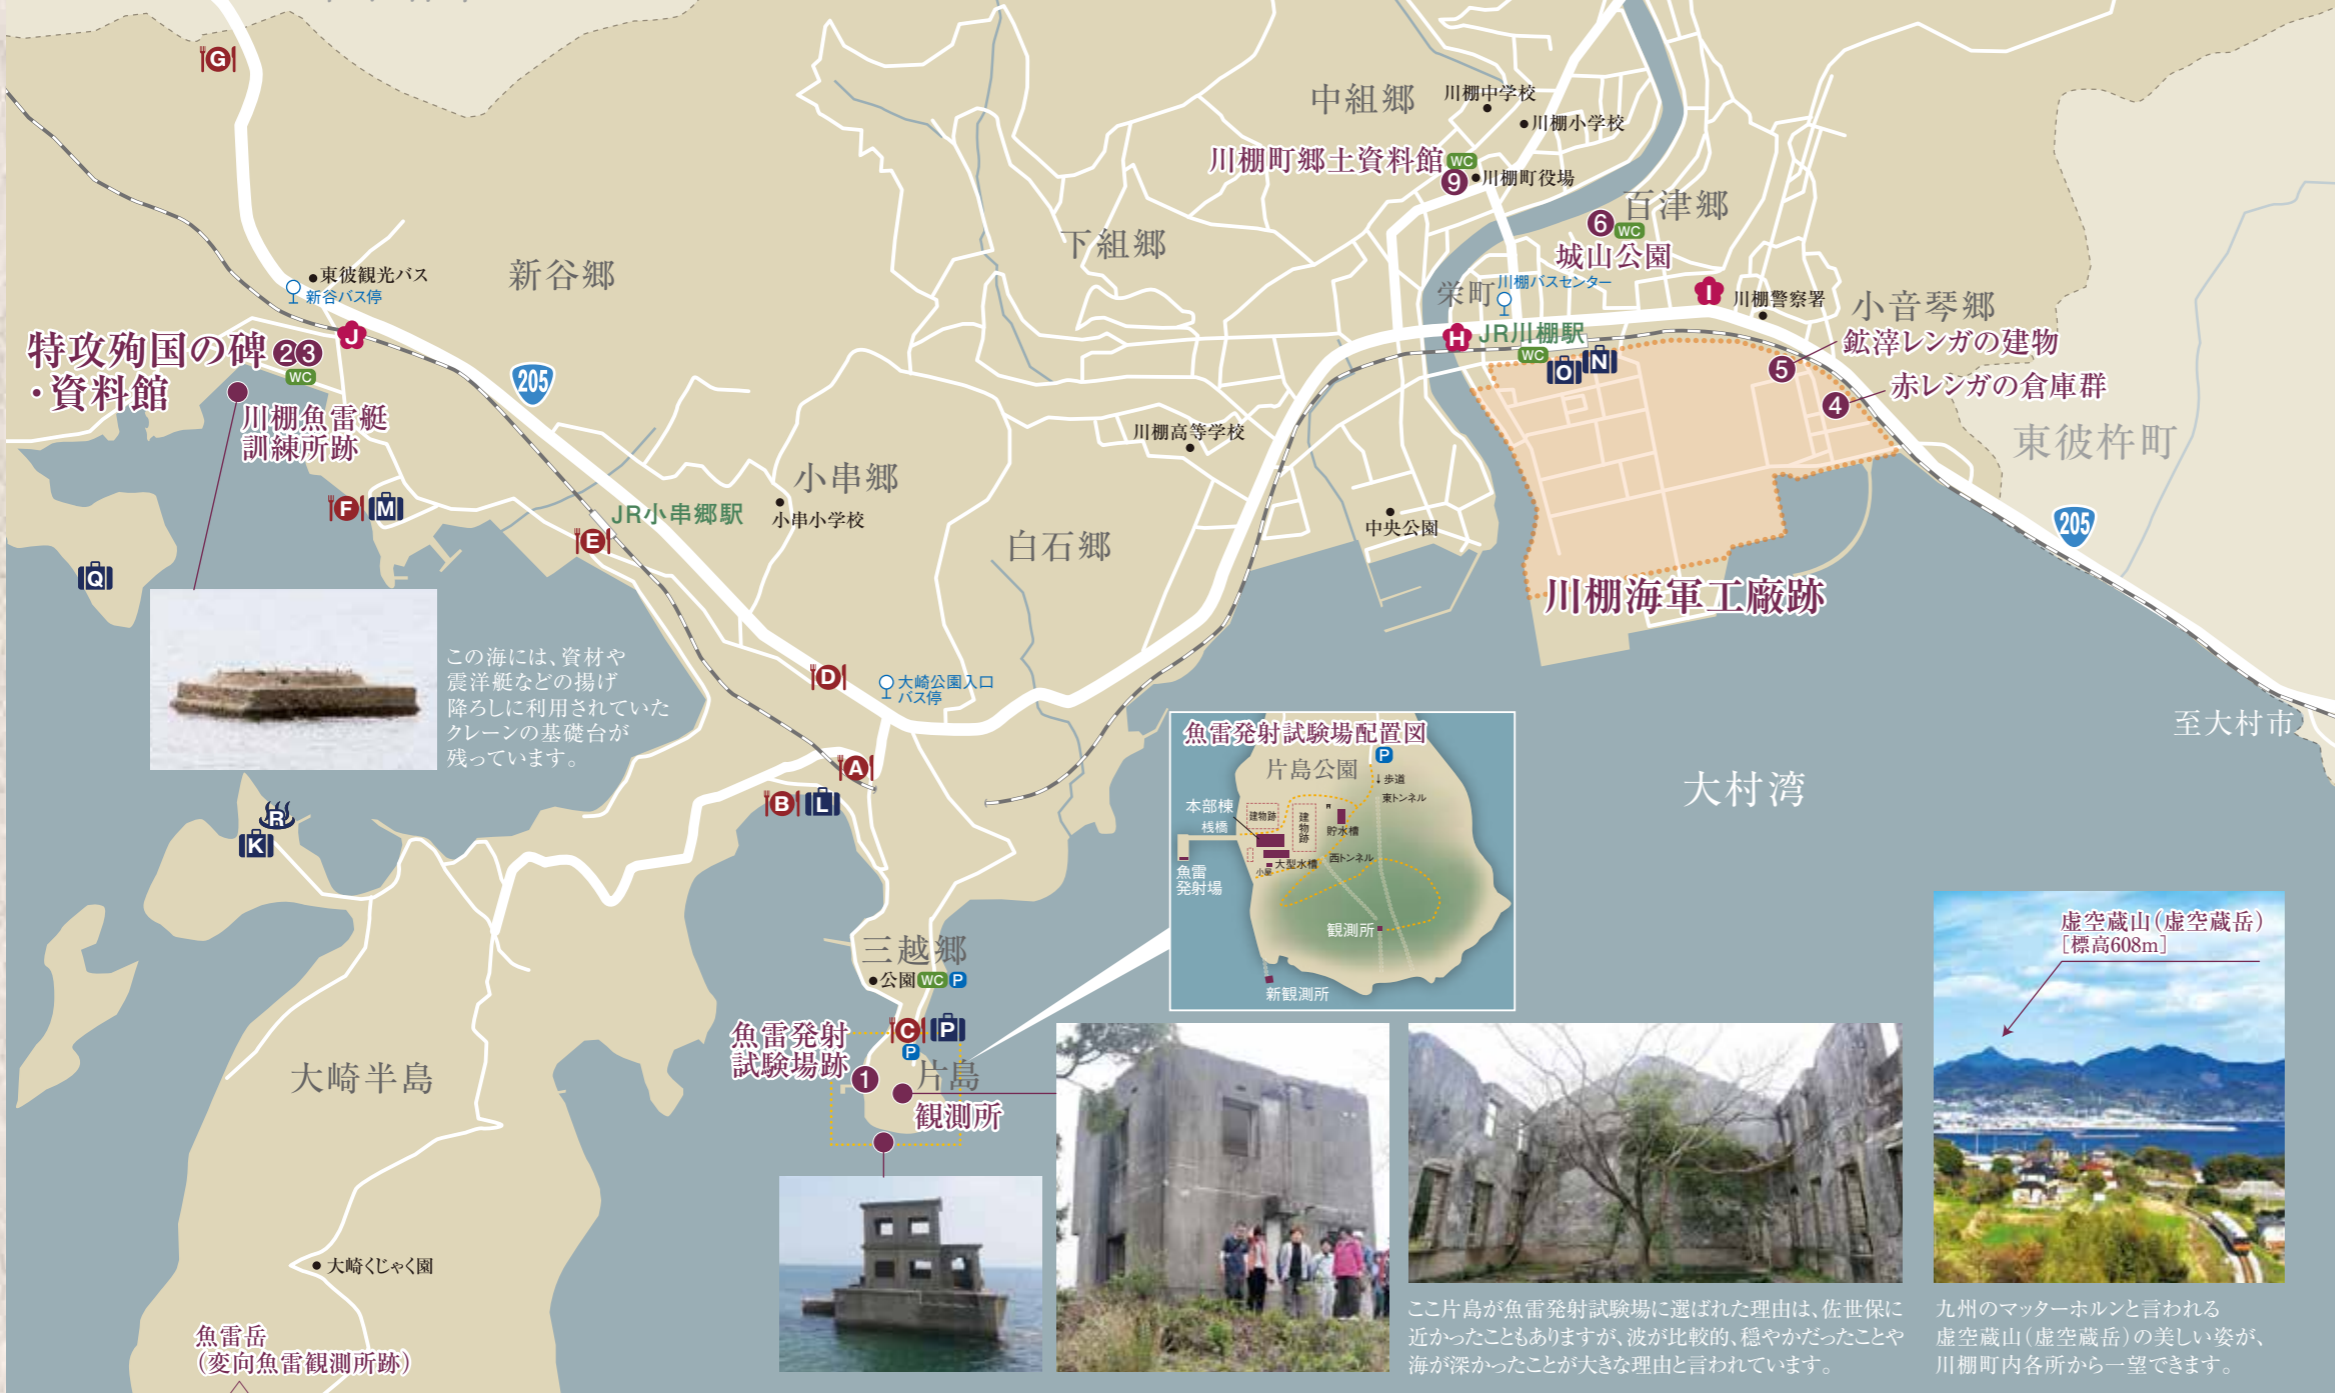 G
中組郷
川棚中学校
川棚小学校
川棚町郷土資料館 WC
9 川棚町役場
百津郷
6 WC
城山公園
下組郷
新谷郷
東彼観光バス
新谷バス停
特攻殉国の碑 2 3
・資料館
WC
J
川棚魚雷艇
訓練所跡
205
栄町
川棚バスセンター
I
川棚警察署
小音琴郷
H
JR川棚駅
WC
O N
鉱滓レンガの建物
5
赤レンガの倉庫群
4
東彼杵町
川棚高等学校
小串郷
小串小学校
JR小串郷駅
F M
E
Q
白石郷
中央公園
205
川棚海軍工廠跡
この海には、資材や
震洋艇などの揚げ
降ろしに利用されていた
クレーンの基礎台が
残っています。
D
大崎公園入口
バス停
A
B L
R
K
至大村市
大村湾
魚雷発射試験場配置図
P
片島公園
↓歩道
東トンネル
本部棟
桟橋
建物跡
建物跡
貯水槽
大型水槽
西トンネル
小屋
魚雷
発射場
観測所
新観測所
三越郷
公園 WC P
C P
P
魚雷発射
試験場跡
1
片島
観測所
大崎半島
大崎くじゃく園
魚雷岳
（変向魚雷観測所跡）
虚空蔵山（虚空蔵岳）
［標高608m］
ここ片島が魚雷発射試験場に選ばれた理由は、佐世保に
近かったこともありますが、波が比較的、穏やかだったことや
海が深かったことが大きな理由と言われています。
九州のマッターホルンと言われる
虚空蔵山（虚空蔵岳）の美しい姿が、
川棚町内各所から一望できます。